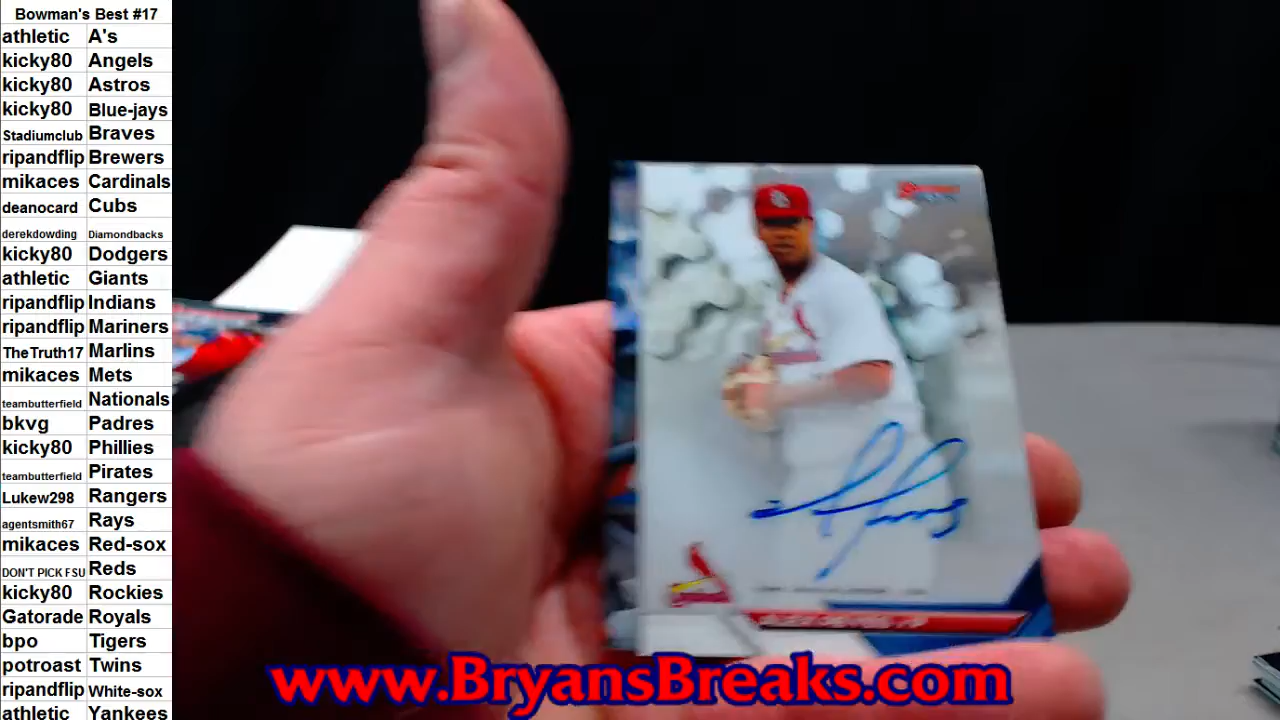 Bowman's Best #17
athletic A's
kicky80 Angels
kicky80 Astros
kicky80 Blue-jays
Stadiumclub Braves
ripandflip Brewers
mikaces Cardinals
deanocard Cubs
derekdowding Diamondbacks
kicky80 Dodgers
athletic Giants
ripandflip Indians
ripandflip Mariners
TheTruth17 Marlins
mikaces Mets
teambutterfield Nationals
bkvg Padres
kicky80 Phillies
teambutterfield Pirates
Lukew298 Rangers
agentsmith67 Rays
mikaces Red-sox
DON'T PICK FSU Reds
kicky80 Rockies
Gatorade Royals
bpo Tigers
potroast Twins
ripandflip White-sox
athletic Yankees
www.BryansBreaks.com